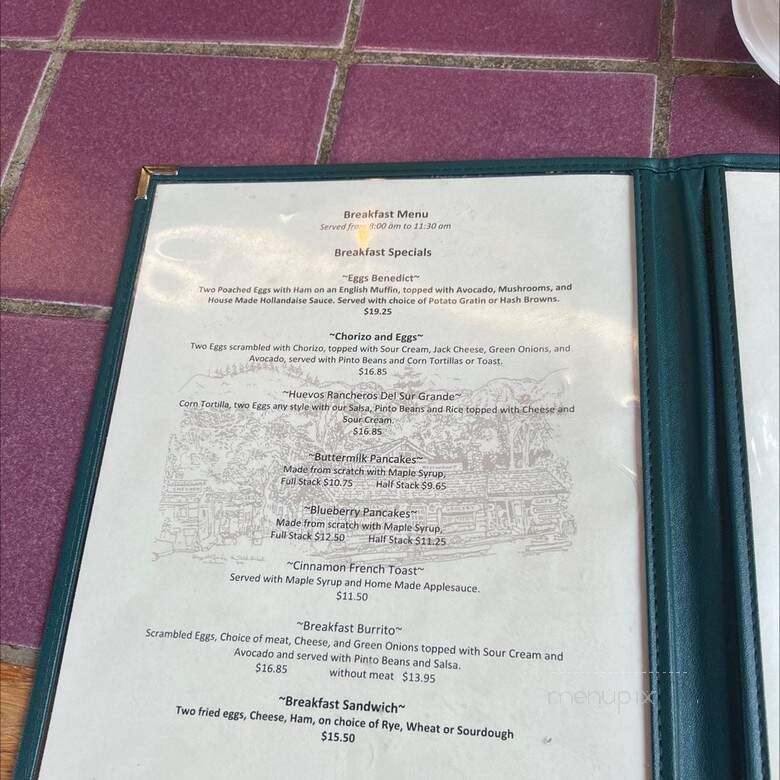 Breakfast Menu
Served from 9:00 am to 11:30 am
Breakfast Specials
~Eggs Benedict~
Two Poached Eggs with Ham on an English Muffin, topped with Avocado, Mushrooms, and
House Made Hollandaise Sauce. Served with choice of Potato Gratin or Hash Browns.
$19.25
~Chorizo and Eggs~
Two Eggs scrambled with Chorizo, topped with Sour Cream, Jack Cheese, Green Onions, and
Avocado, served with Pinto Beans and Corn Tortillas or Toast.
$16.85
~Huevos Rancheros Del Sur Grande~
Corn Tortilla, two Eggs any style with our Salsa, Pinto Beans and Rice topped with Cheese and
Sour Cream.
$16.85
~Buttermilk Pancakes~
Made from scratch with Maple Syrup,
Full Stack $10.75 Half Stack $9.65
~Blueberry Pancakes~
Made from scratch with Maple Syrup,
Full Stack $12.50 Half Stack $11.25
~Cinnamon French Toast~
Served with Maple Syrup and Home Made Applesauce.
$11.50
~Breakfast Burrito~
Scrambled Eggs, Choice of meat, Cheese, and Green Onions topped with Sour Cream and
Avocado and served with Pinto Beans and Salsa.
$16.85 without meat $13.95
~Breakfast Sandwich~
Two fried eggs, Cheese, Ham, on choice of Rye, Wheat or Sourdough
$15.50
menupix